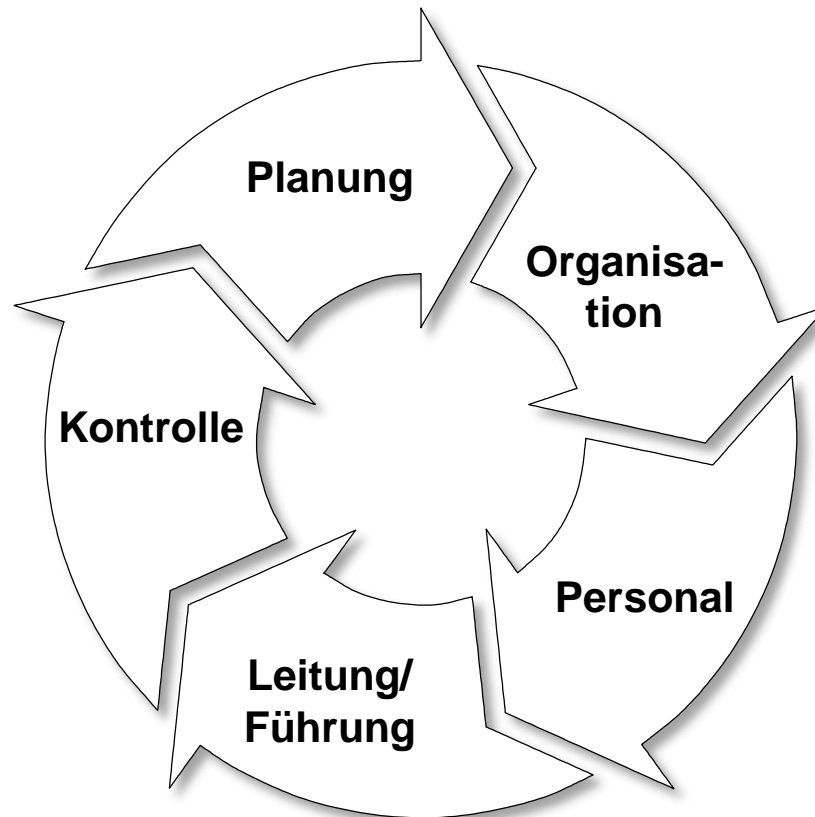 Planung
Organisa-
tion
Personal
Leitung/
Führung
Kontrolle